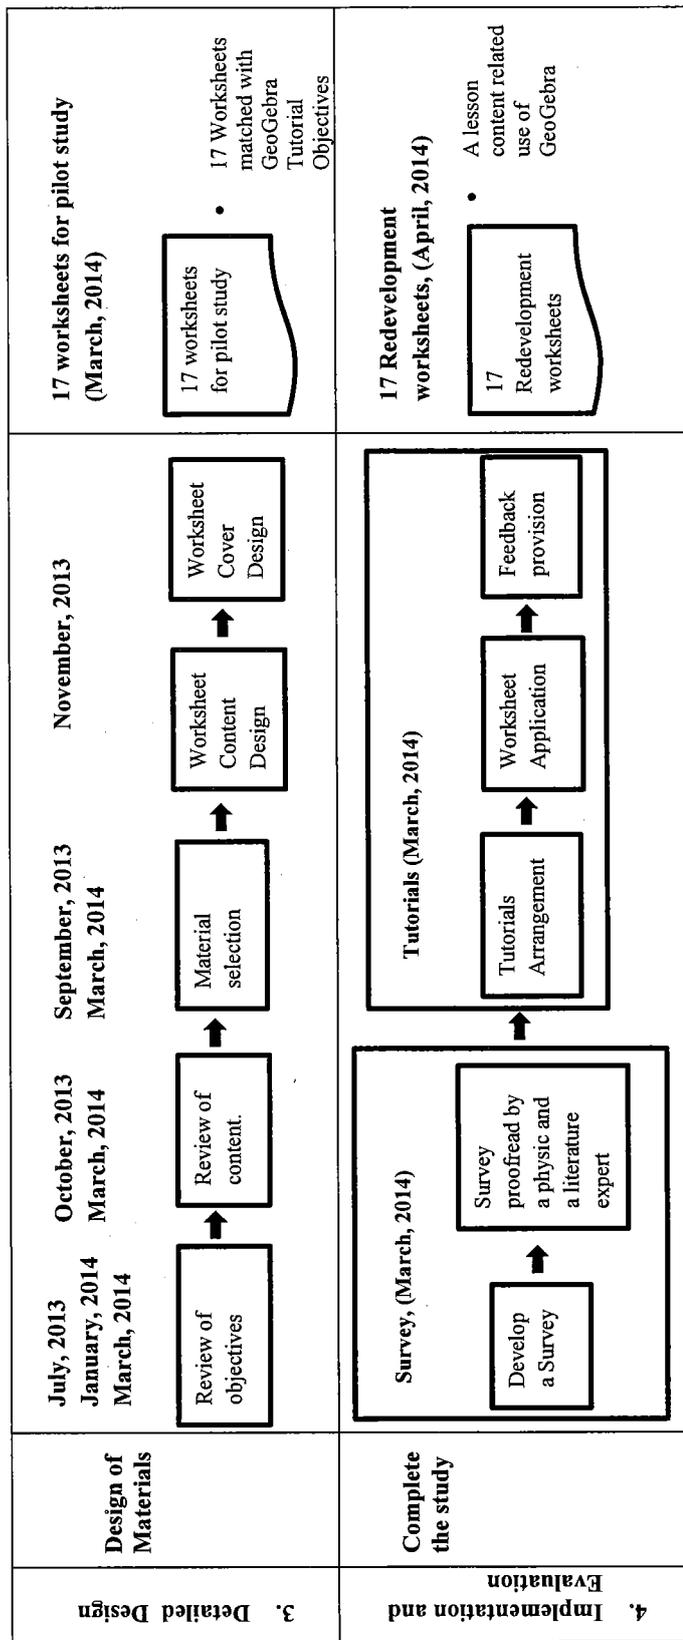 3. Detailed Design
Design of
Materials
July, 2013
January, 2014
March, 2014
Review of
objectives
October, 2013
March, 2014
Review of
content.
September, 2013
March, 2014
Material
selection
November, 2013
Worksheet
Content
Design
Worksheet
Cover
Design
17 worksheets for pilot study
(March, 2014)
17 worksheets
for pilot study
• 17 Worksheets
matched with
GeoGebra
Tutorial
Objectives
4. Implementation and
Evaluation
Complete
the study
Survey, (March, 2014)
Develop
a Survey
Survey
proofread by
a physic and
a literature
expert
Tutorials (March, 2014)
Tutorials
Arrangement
Worksheet
Application
Feedback
provision
17 Redevelopment
worksheets, (April, 2014)
17
Redevelopment
worksheets
• A lesson
content related
use of
GeoGebra